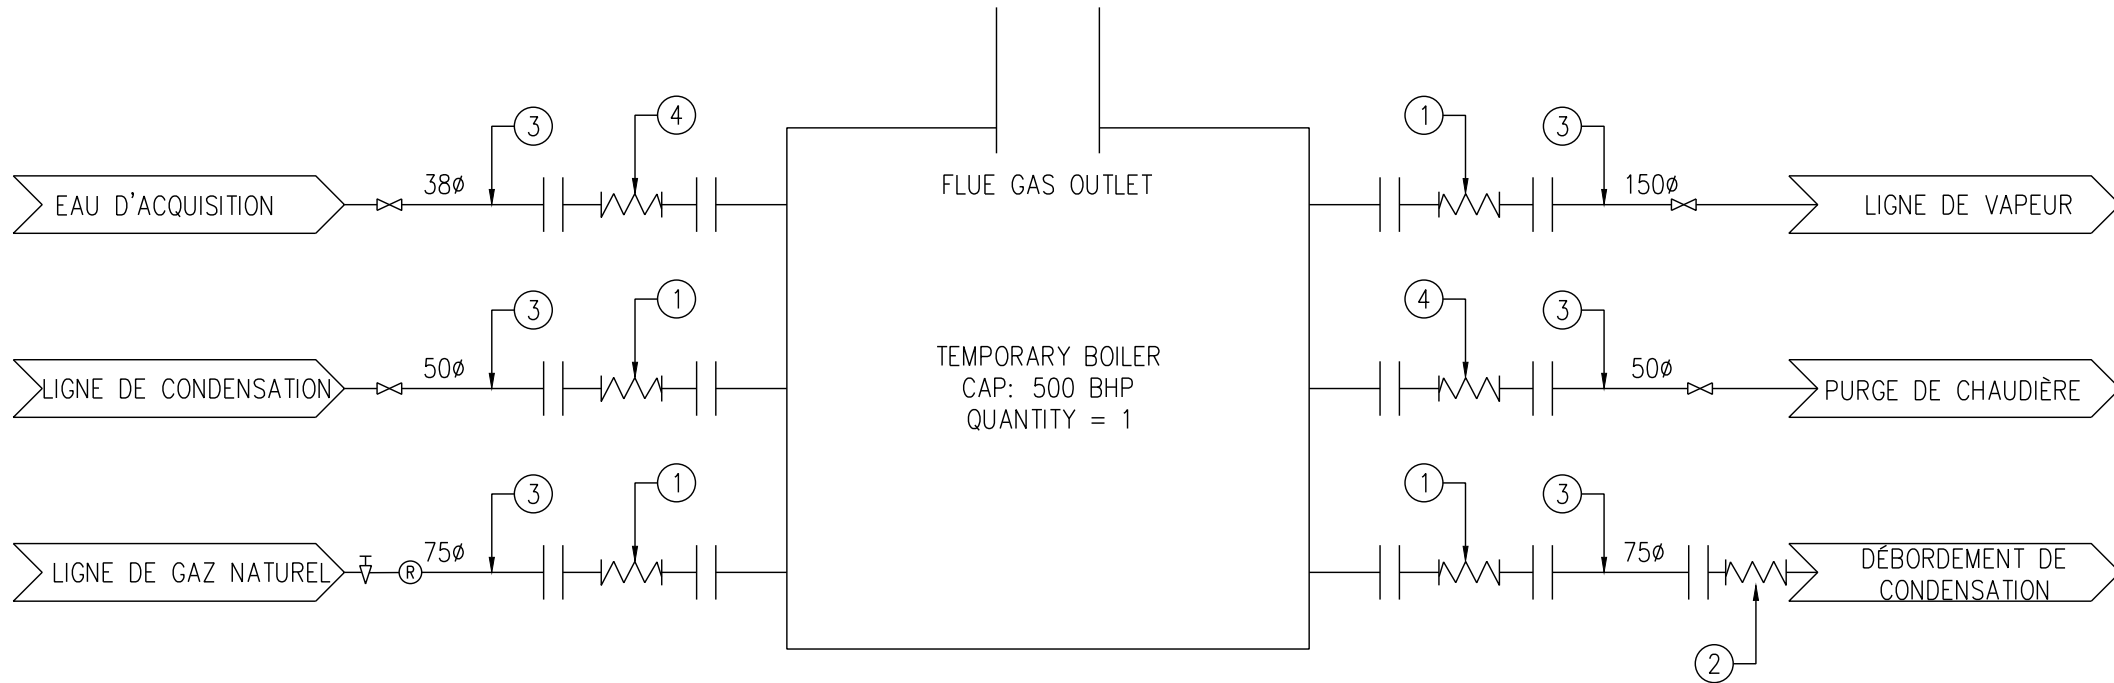 3
4
1
3
EAU D'ACQUISITION
38ø
FLUE GAS OUTLET
150ø
LIGNE DE VAPEUR
3
1
4
3
LIGNE DE CONDENSATION
50ø
TEMPORARY BOILER
CAP: 500 BHP
QUANTITY = 1
50ø
PURGE DE CHAUDIÈRE
3
1
1
3
LIGNE DE GAZ NATUREL
R
75ø
75ø
DÉBORDEMENT DE
CONDENSATION
2